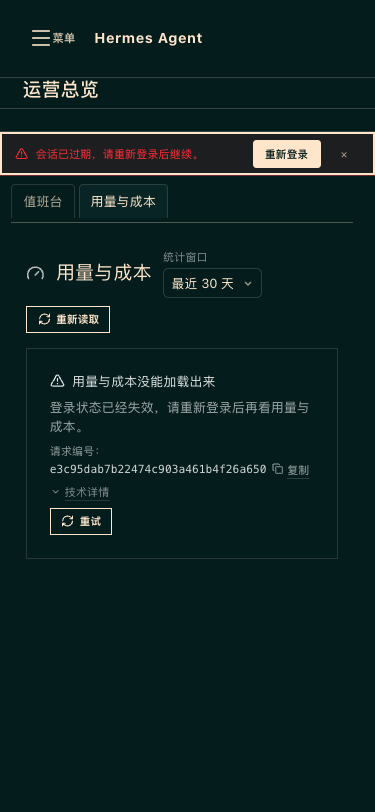 菜单 Hermes Agent
运营总览
会话已过期，请重新登录后继续。 重新登录 ×
值班台 用量与成本
用量与成本
统计窗口
最近 30 天
重新读取
用量与成本没能加载出来
登录状态已经失效，请重新登录后再看用量与
成本。
请求编号：
e3c95dab7b22474c903a461b4f26a650 复制
技术详情
重试